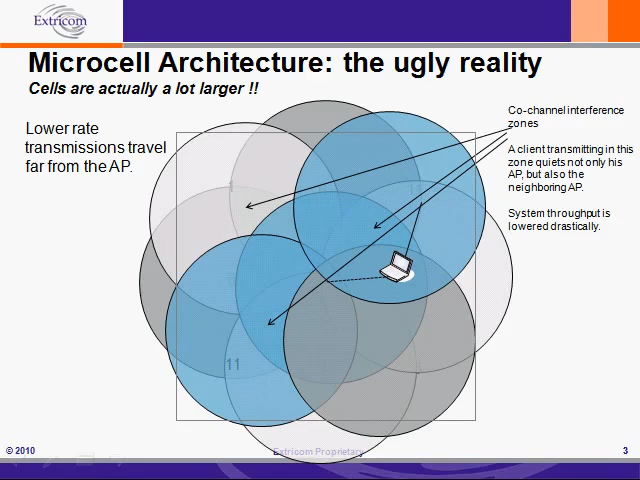 Extricom
Microcell Architecture: the ugly reality
Cells are actually a lot larger !!
Lower rate
transmissions travel
far from the AP.
Co-channel interference
zones
A client transmitting in this
zone quiets not only his
AP, but also the
neighboring AP.
System throughput is
lowered drastically.
1
11
11
© 2010
Extricom Proprietary
3